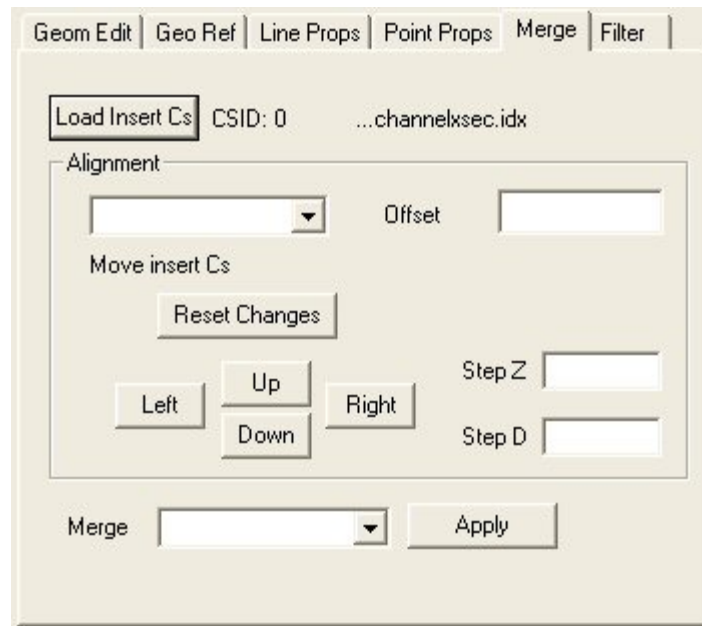 Geom Edit Geo Ref Line Props Point Props Merge Filter
Load Insert Cs CSID: 0 ...channelxsec.idx
Alignment
Offset
Move insert Cs
Reset Changes
Step Z
Up
Left Right
Down Step D
Merge Apply